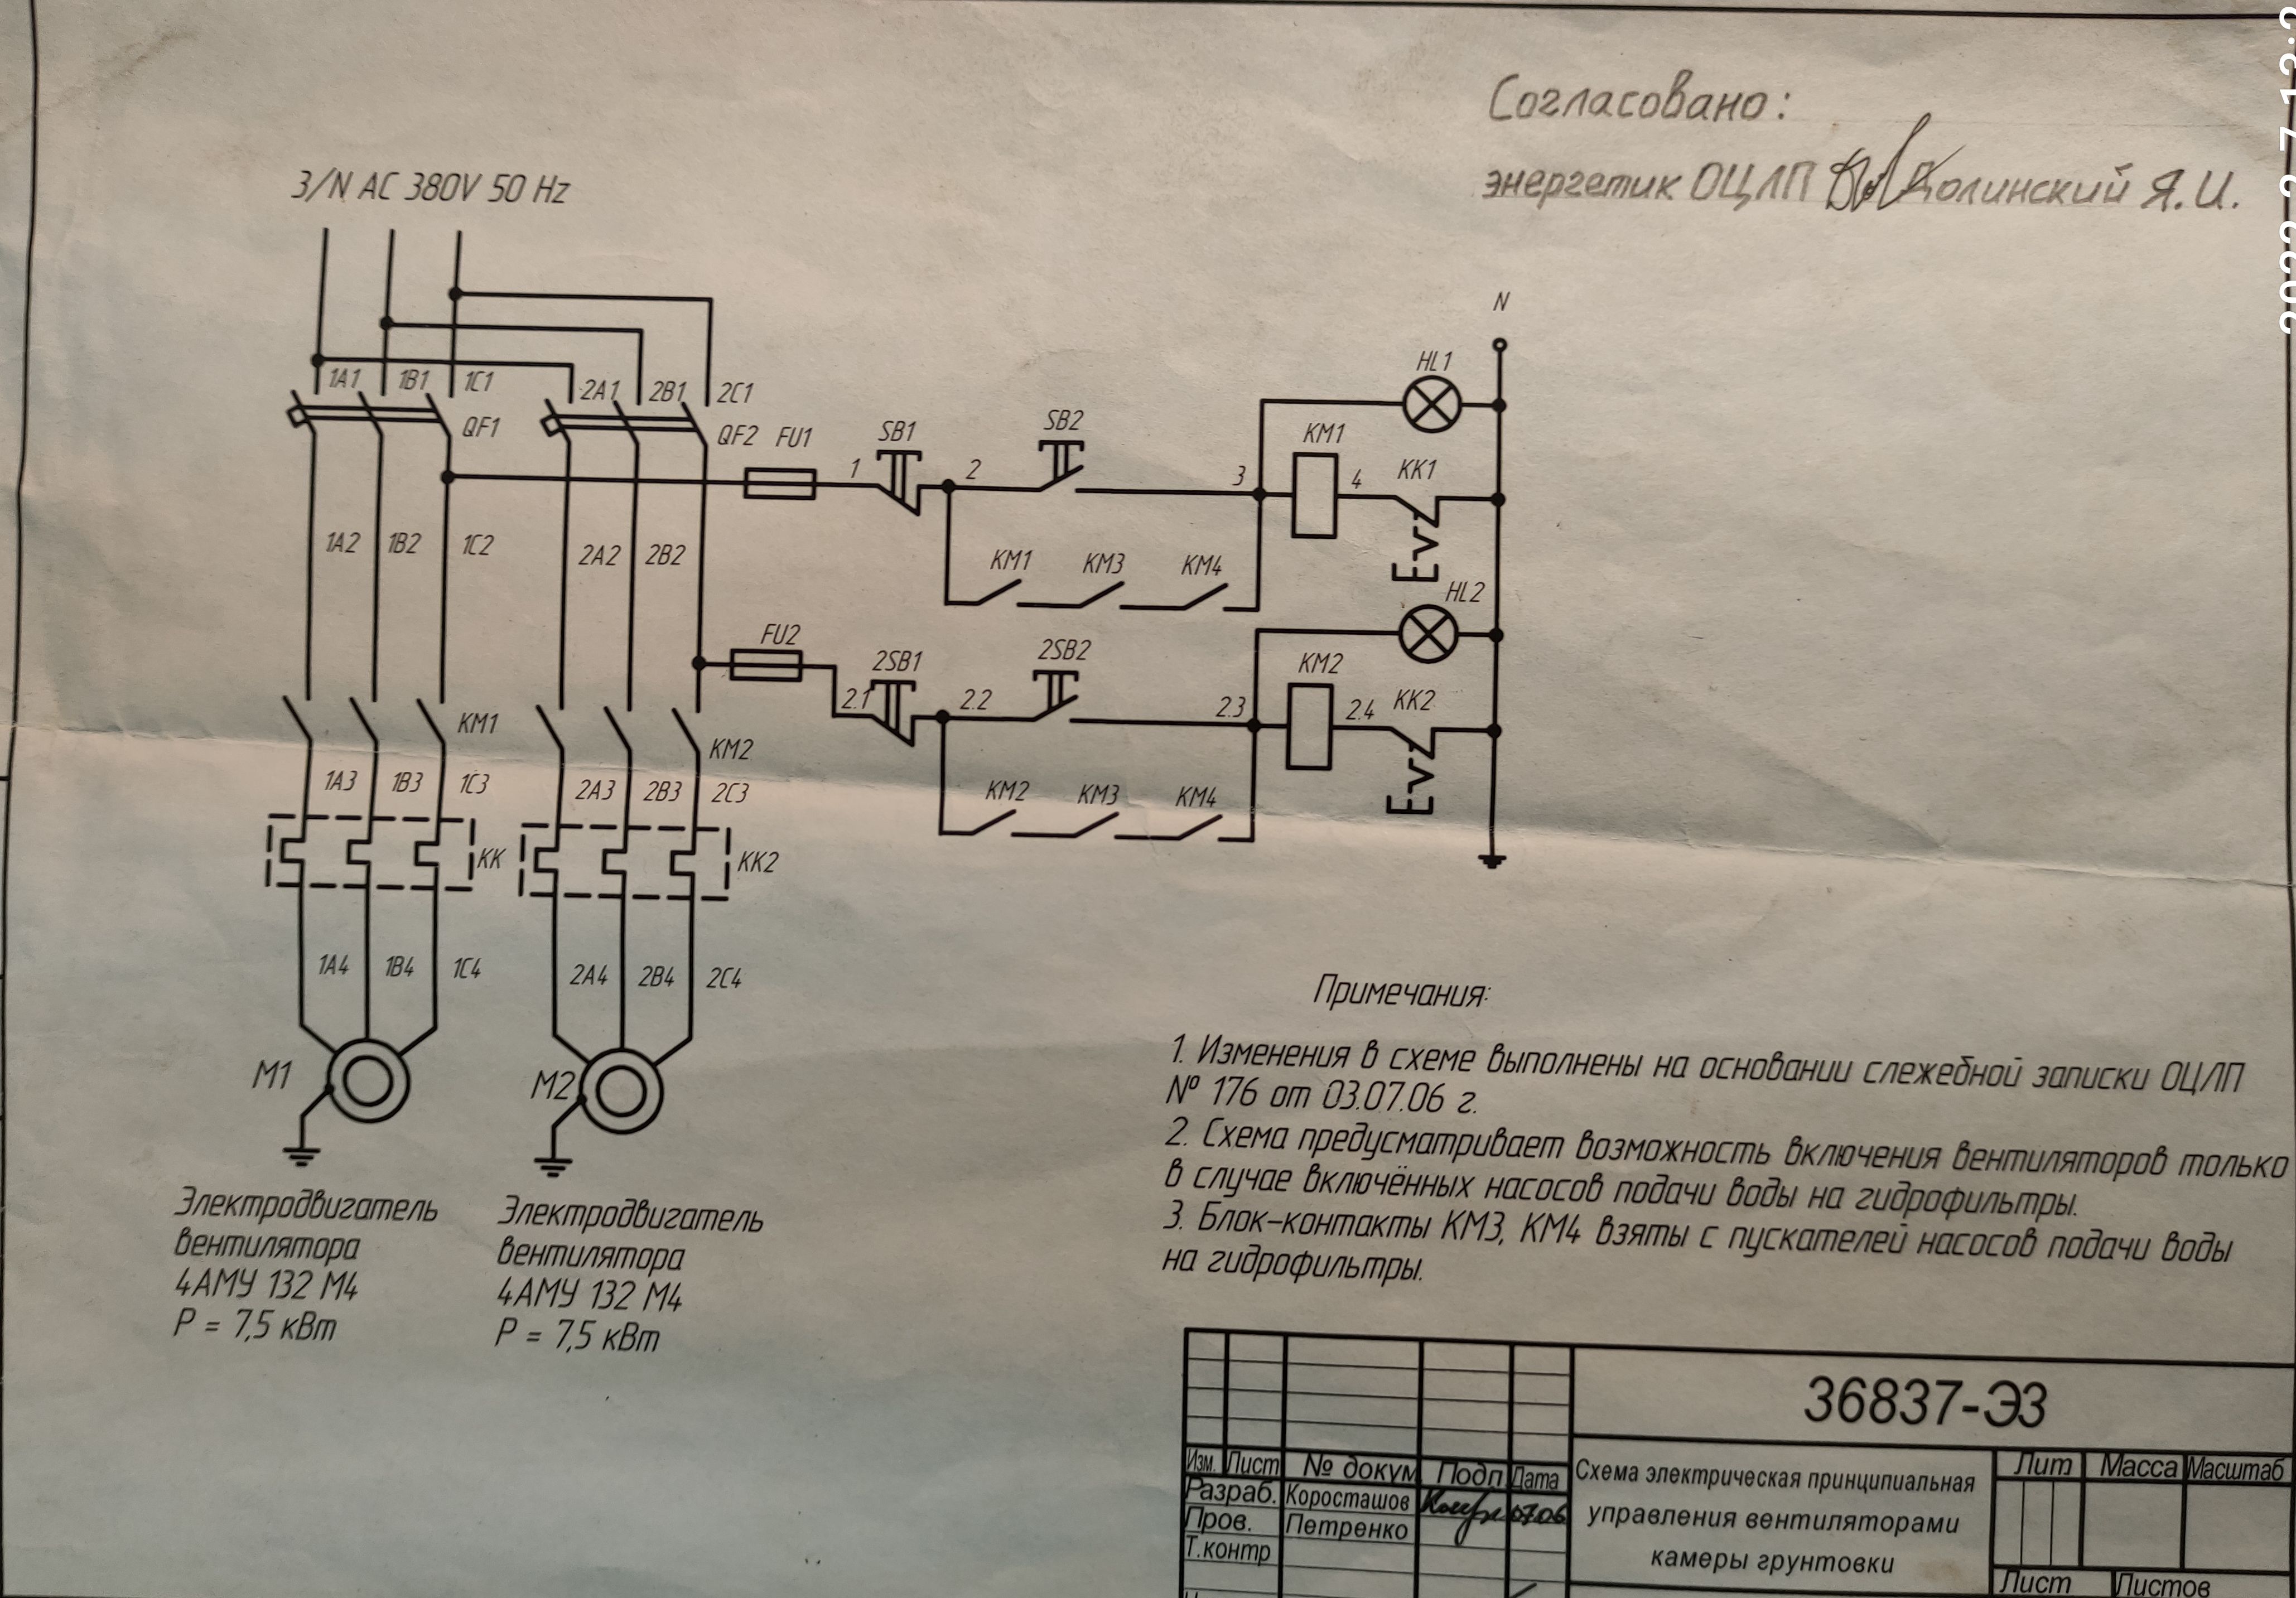 Согласовано:
энергетик ОЦЛП Долинский Я.И.
3/N AC 380V 50 Hz
N
HL1
1A1 1B1 1C1
2A1 2B1 2C1
QF1
QF2 FU1 SB1 SB2 KM1
1 2 3 4 KK1
1A2 1B2 1C2
2A2 2B2
KM1 KM3 KM4
HL2
FU2 2SB1 2SB2 KM2
2.1 2.2 2.3 2.4 KK2
KM1
KM2
1A3 1B3 1C3
2A3 2B3 2C3
KM2 KM3 KM4
KK
KK2
1A4 1B4 1C4
2A4 2B4 2C4
M1
M2
Электродвигатель
вентилятора
4АМУ 132 М4
Р = 7,5 кВт
Электродвигатель
вентилятора
4АМУ 132 М4
Р = 7,5 кВт
Примечания:
1. Изменения в схеме выполнены на основании слежебной записки ОЦЛП
№ 176 от 03.07.06 г.
2. Схема предусматривает возможность включения вентиляторов только
в случае включённых насосов подачи воды на гидрофильтры.
3. Блок-контакты КМ3, КМ4 взяты с пускателей насосов подачи воды
на гидрофильтры.
36837-ЭЗ
Изм. Лист № докум Подп Дата
Разраб. Коросташов 07.06
Пров. Петренко
Т.контр
Схема электрическая принципиальная
управления вентиляторами
камеры грунтовки
Лит Масса Масштаб
Лист Листов